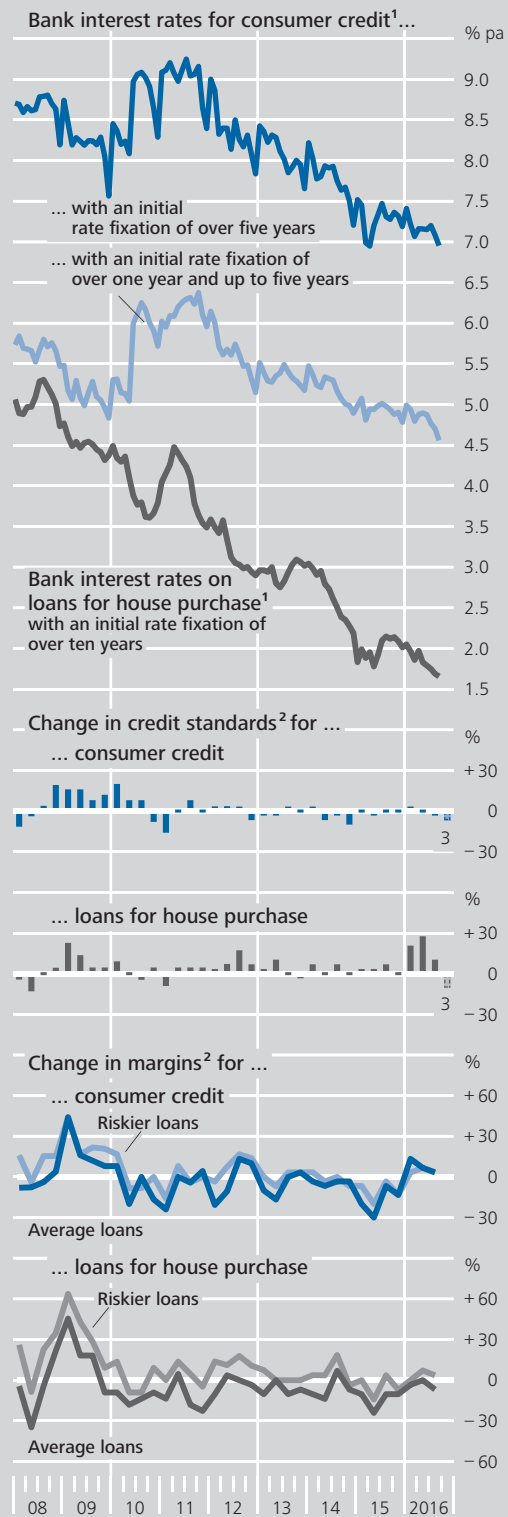 Bank interest rates for consumer credit¹...
% pa
9.0
8.5
8.0
7.5
... with an initial
rate fixation of over five years
7.0
... with an initial rate fixation of
over one year and up to five years
6.5
6.0
5.5
5.0
4.5
4.0
3.5
3.0
Bank interest rates on
loans for house purchase¹
with an initial rate fixation of
over ten years
2.5
2.0
1.5
Change in credit standards² for ...
%
... consumer credit
+30
0
3
−30
%
... loans for house purchase
+30
0
3
−30
Change in margins² for ...
%
... consumer credit
+60
Riskier loans
+30
0
−30
Average loans
%
... loans for house purchase
+60
Riskier loans
+30
0
−30
Average loans
−60
08 09 10 11 12 13 14 15 2016